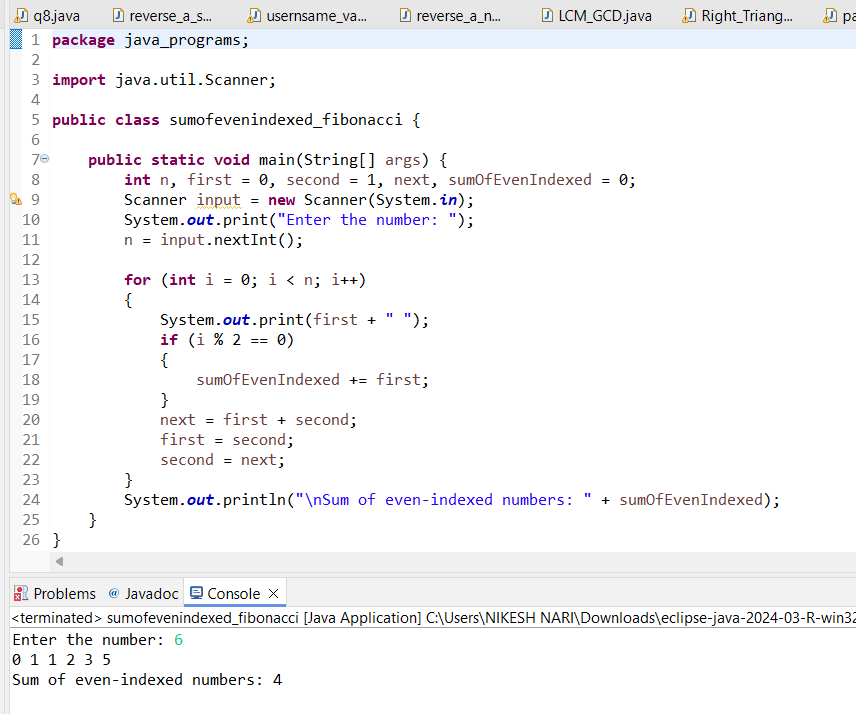 q8.java reverse_a_s... usernsame_va... reverse_a_n... LCM_GCD.java Right_Triang... pa
1 package java_programs;
2
3 import java.util.Scanner;
4
5 public class sumofevenindexed_fibonacci {
6
7 public static void main(String[] args) {
8 int n, first = 0, second = 1, next, sumOfEvenIndexed = 0;
9 Scanner input = new Scanner(System.in);
10 System.out.print("Enter the number: ");
11 n = input.nextInt();
12
13 for (int i = 0; i < n; i++)
14 {
15 System.out.print(first + " ");
16 if (i % 2 == 0)
17 {
18 sumOfEvenIndexed += first;
19 }
20 next = first + second;
21 first = second;
22 second = next;
23 }
24 System.out.println("\nSum of even-indexed numbers: " + sumOfEvenIndexed);
25 }
26 }
Problems @ Javadoc Console
<terminated> sumofevenindexed_fibonacci [Java Application] C:\Users\NIKESH NARI\Downloads\eclipse-java-2024-03-R-win32
Enter the number: 6
0 1 1 2 3 5
Sum of even-indexed numbers: 4